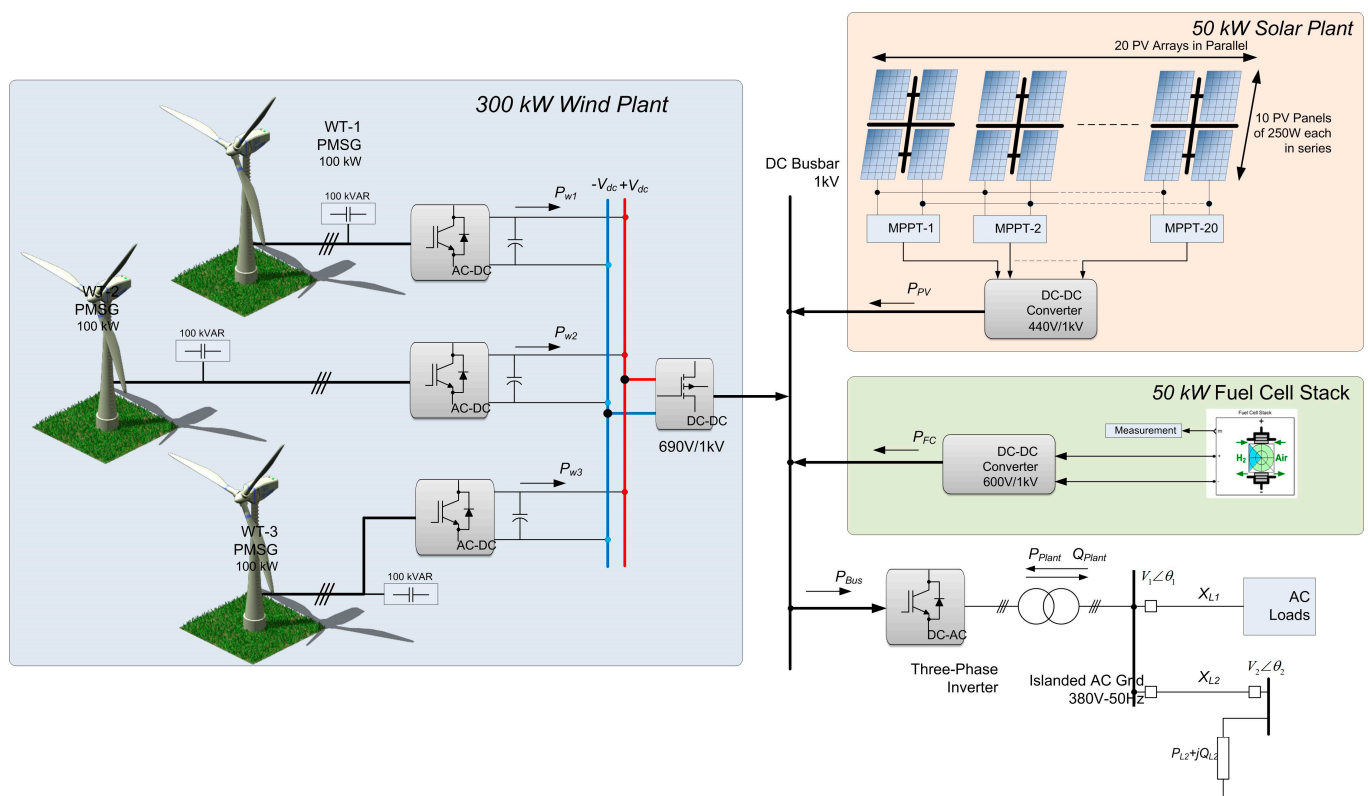 300 kW Wind Plant
WT-1
PMSG
100 kW
100 kVAR
AC-DC
Pw1
-Vdc+Vdc
WT-2
PMSG
100 kW
100 kVAR
AC-DC
Pw2
DC-DC
690V/1kV
WT-3
PMSG
100 kW
100 kVAR
AC-DC
Pw3
DC Busbar
1kV
50 kW Solar Plant
20 PV Arrays in Parallel
10 PV Panels
of 250W each
in series
MPPT-1
MPPT-2
MPPT-20
PPV
DC-DC
Converter
440V/1kV
50 kW Fuel Cell Stack
Fuel Cell Stack
Measurement
m
+
+
H2
Air
-
-
PFC
DC-DC
Converter
600V/1kV
PBus
DC-AC
Three-Phase
Inverter
PPlant
QPlant
V1∠θ1
XL1
AC
Loads
Islanded AC Grid
380V-50Hz
XL2
V2∠θ2
PL2+jQL2